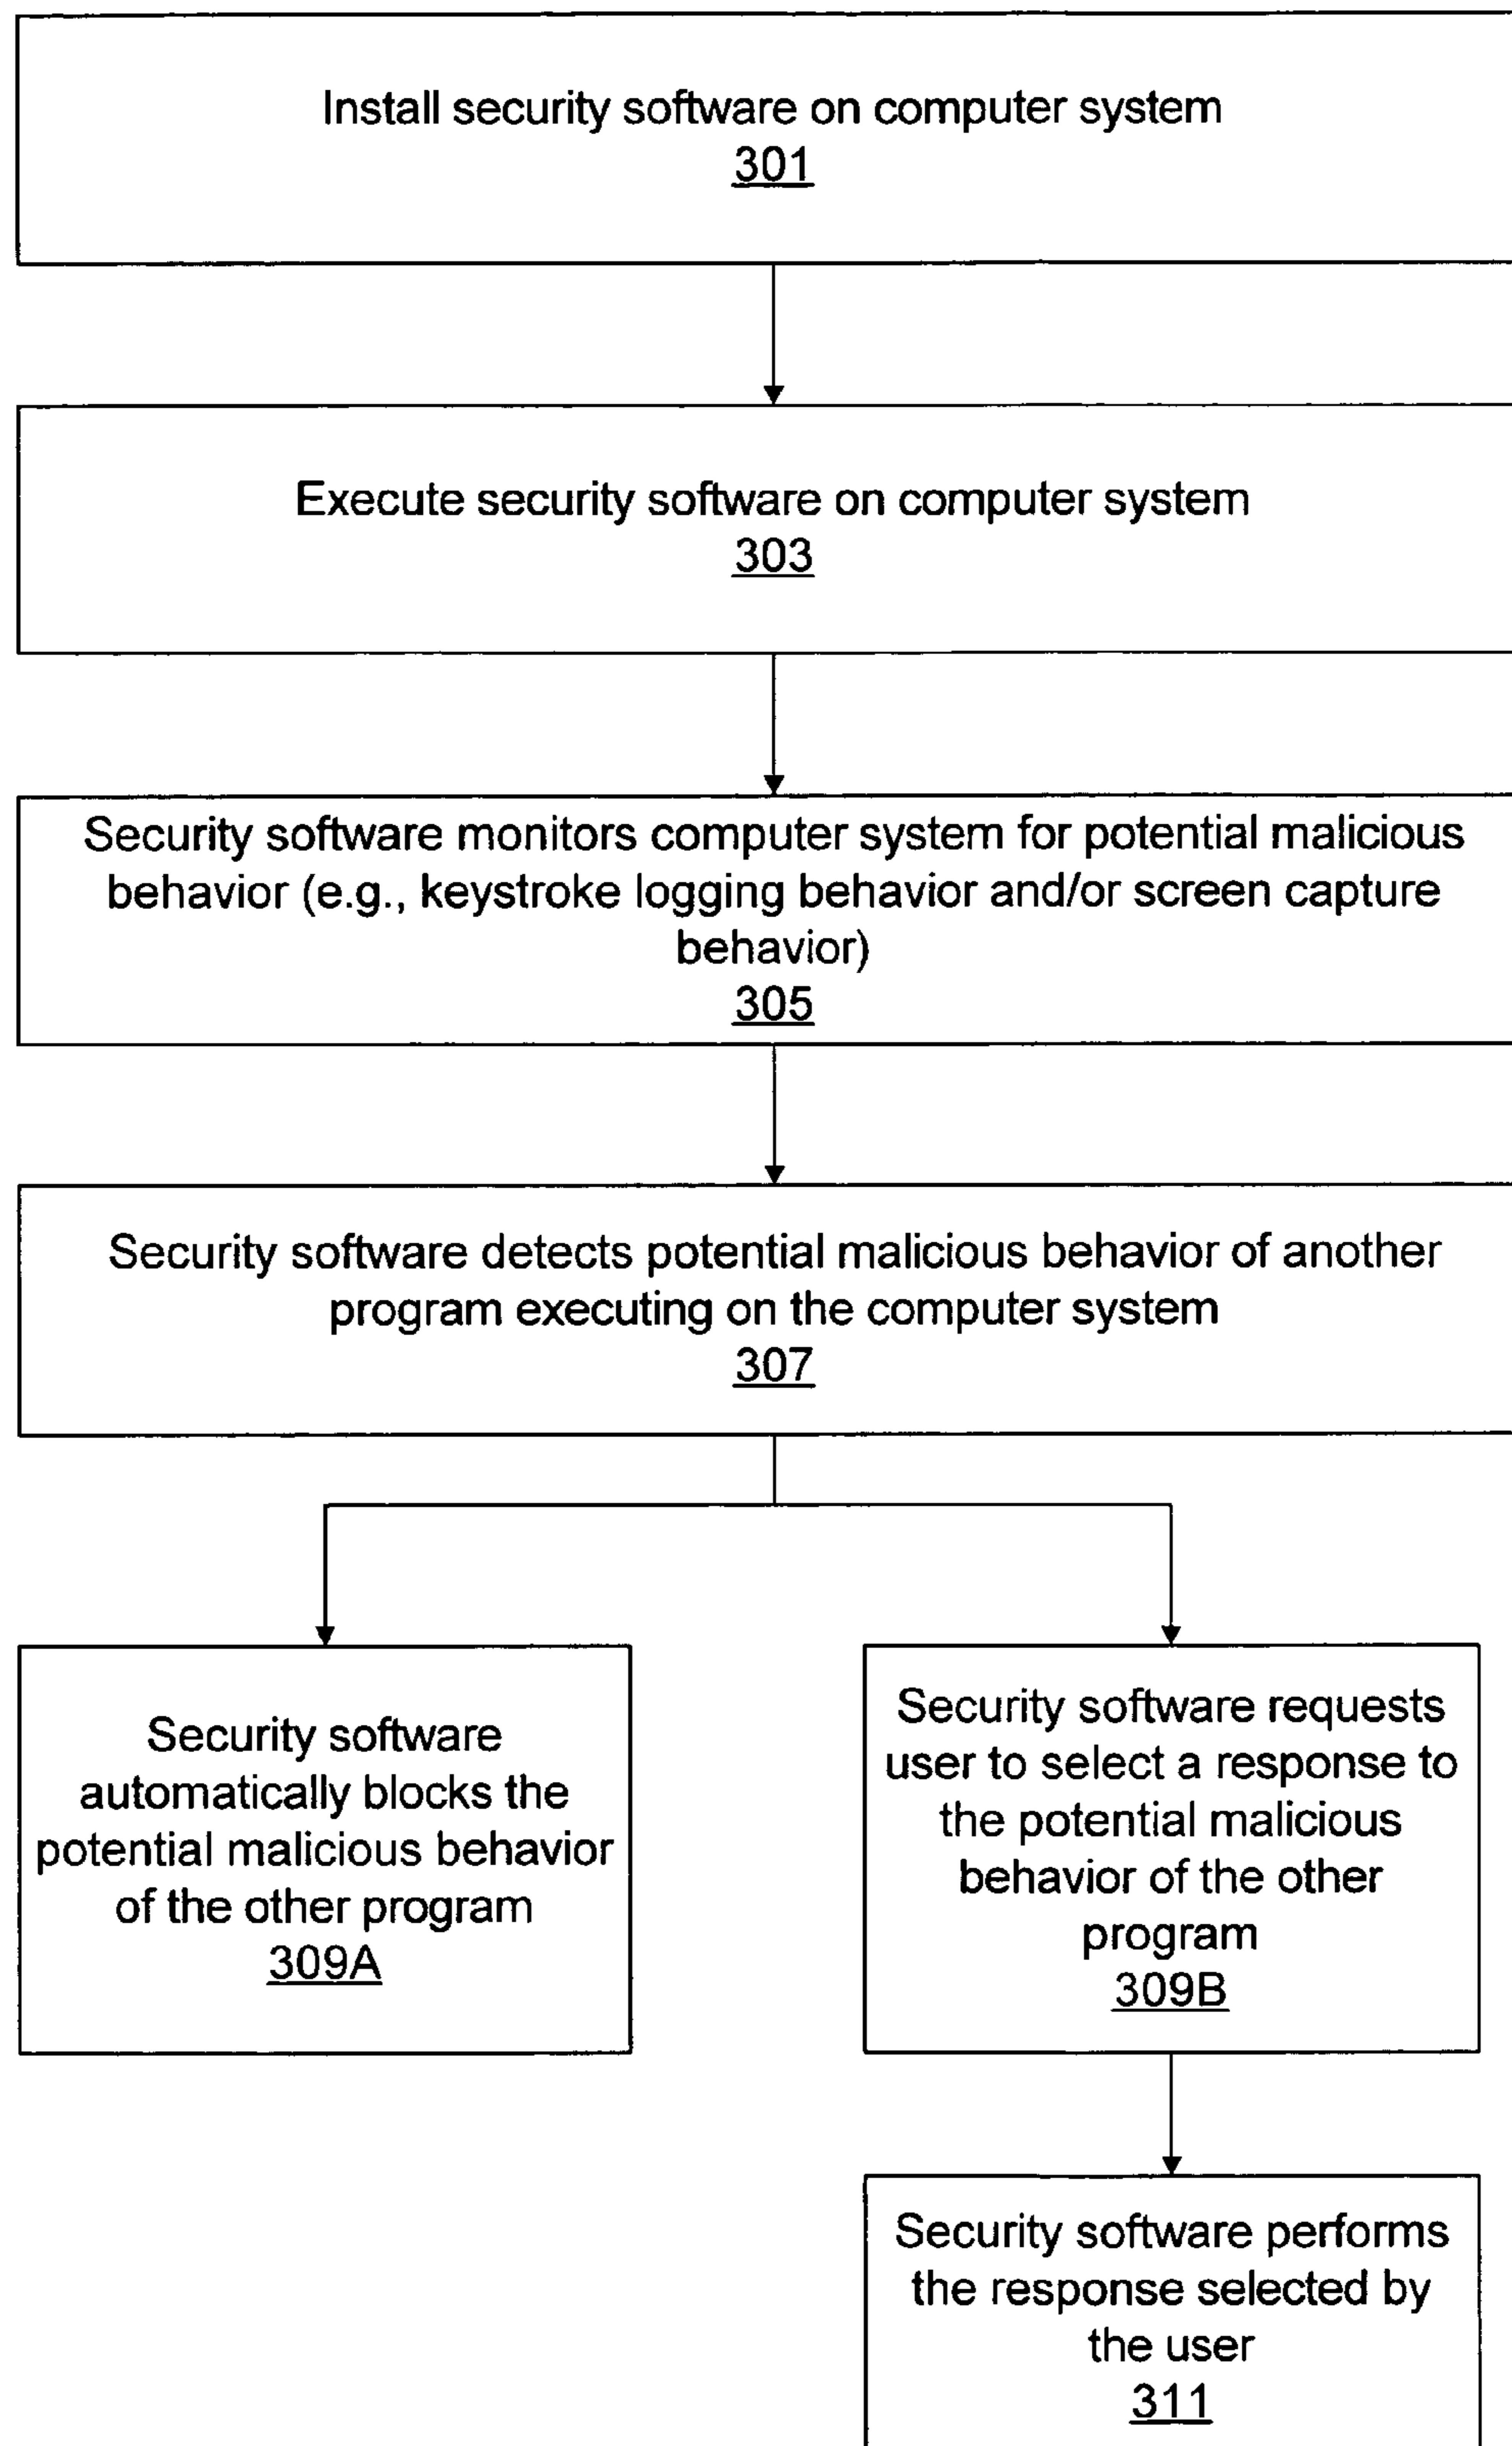 Install security software on computer system
301
Execute security software on computer system
303
Security software monitors computer system for potential malicious
behavior (e.g., keystroke logging behavior and/or screen capture
behavior)
305
Security software detects potential malicious behavior of another
program executing on the computer system
307
Security software
automatically blocks the
potential malicious behavior
of the other program
309A
Security software requests
user to select a response to
the potential malicious
behavior of the other
program
309B
Security software performs
the response selected by
the user
311